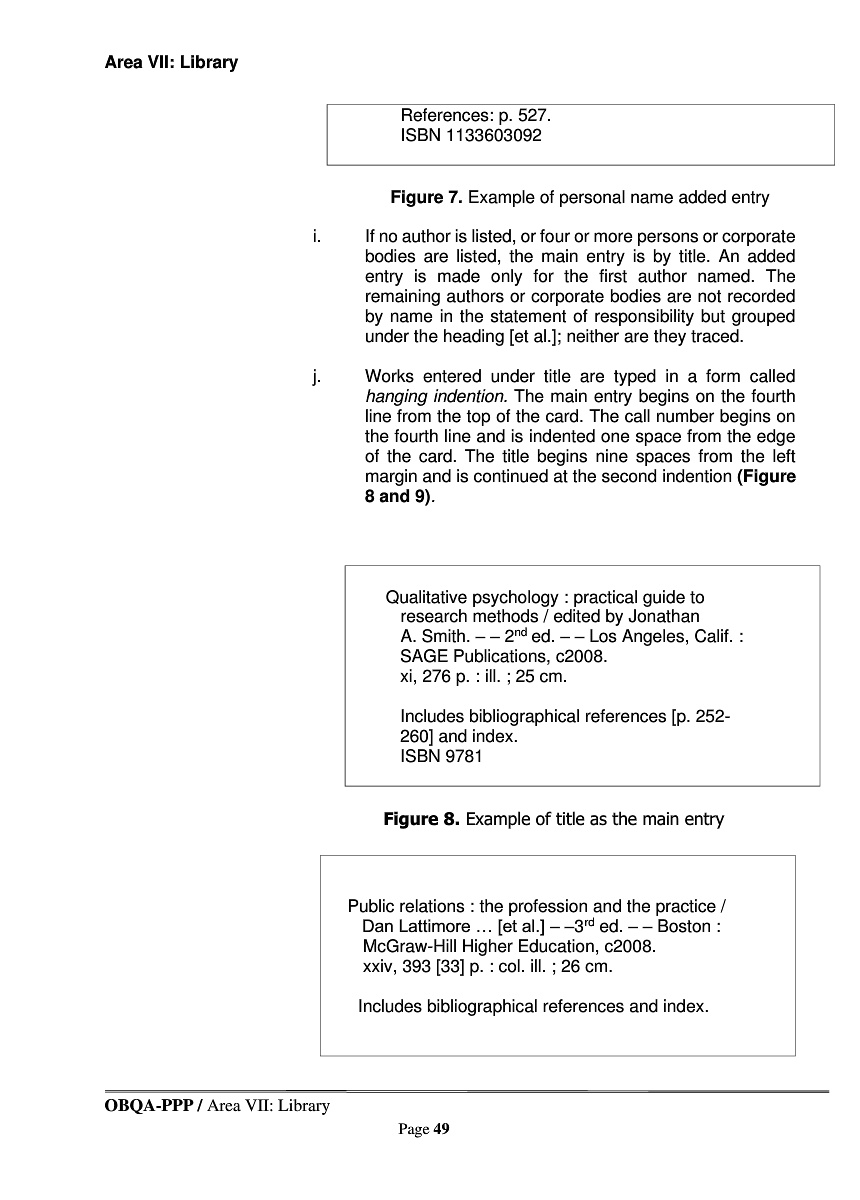 Area VII: Library
References: p. 527.
ISBN 1133603092
Figure 7. Example of personal name added entry
i. If no author is listed, or four or more persons or corporate
bodies are listed, the main entry is by title. An added
entry is made only for the first author named. The
remaining authors or corporate bodies are not recorded
by name in the statement of responsibility but grouped
under the heading [et al.]; neither are they traced.
j. Works entered under title are typed in a form called
hanging indention. The main entry begins on the fourth
line from the top of the card. The call number begins on
the fourth line and is indented one space from the edge
of the card. The title begins nine spaces from the left
margin and is continued at the second indention (Figure
8 and 9).
Qualitative psychology : practical guide to
research methods / edited by Jonathan
A. Smith. – – 2nd ed. – – Los Angeles, Calif. :
SAGE Publications, c2008.
xi, 276 p. : ill. ; 25 cm.
Includes bibliographical references [p. 252-
260] and index.
ISBN 9781
Figure 8. Example of title as the main entry
Public relations : the profession and the practice /
Dan Lattimore … [et al.] – –3rd ed. – – Boston :
McGraw-Hill Higher Education, c2008.
xxiv, 393 [33] p. : col. ill. ; 26 cm.
Includes bibliographical references and index.
OBQA-PPP / Area VII: Library
Page 49